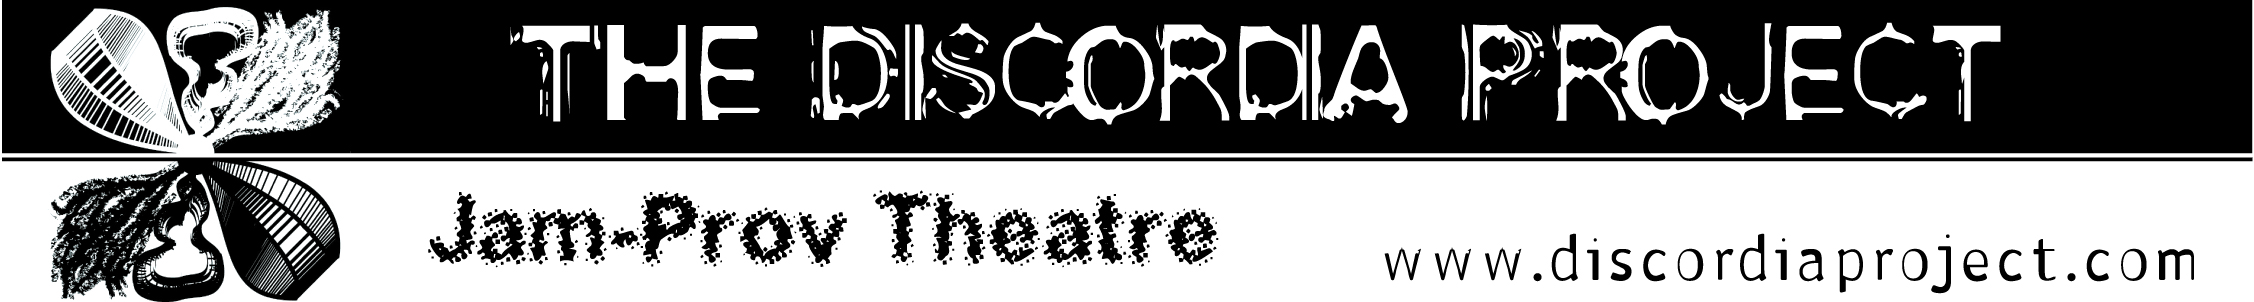 THE DISCORDIA PROJECT
Jam-Prov Theatre
www.discordiaproject.com